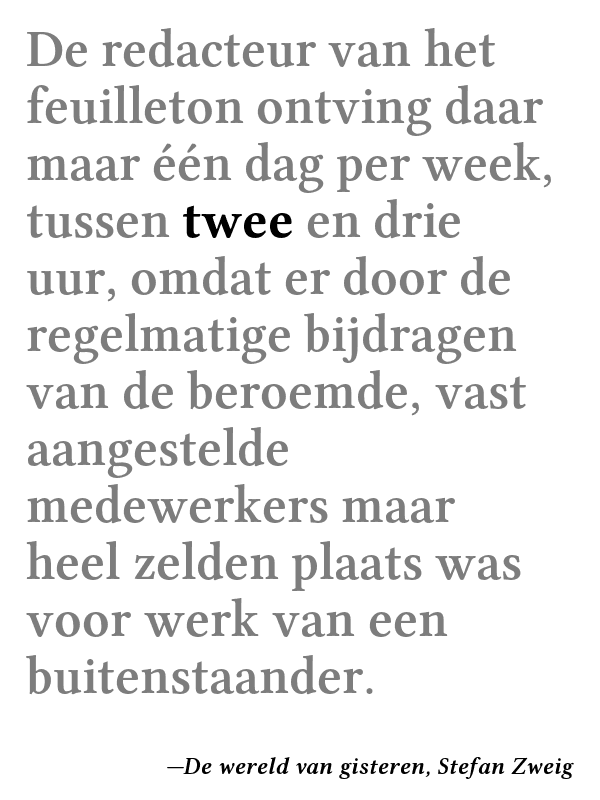 De redacteur van het
feuilleton ontving daar
maar één dag per week,
tussen twee en drie
uur, omdat er door de
regelmatige bijdragen
van de beroemde, vast
aangestelde
medewerkers maar
heel zelden plaats was
voor werk van een
buitenstaander.
—De wereld van gisteren, Stefan Zweig